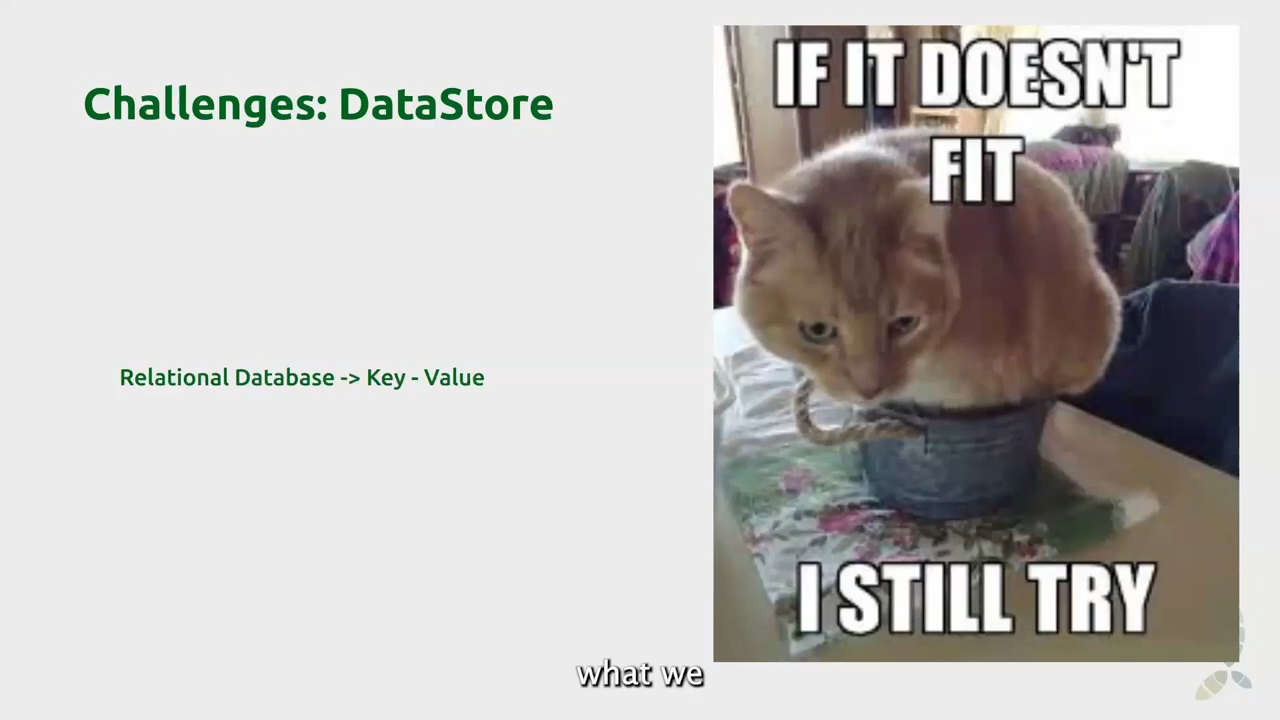 Challenges: DataStore
Relational Database -> Key - Value
IF IT DOESN'T
FIT
I STILL TRY
what we